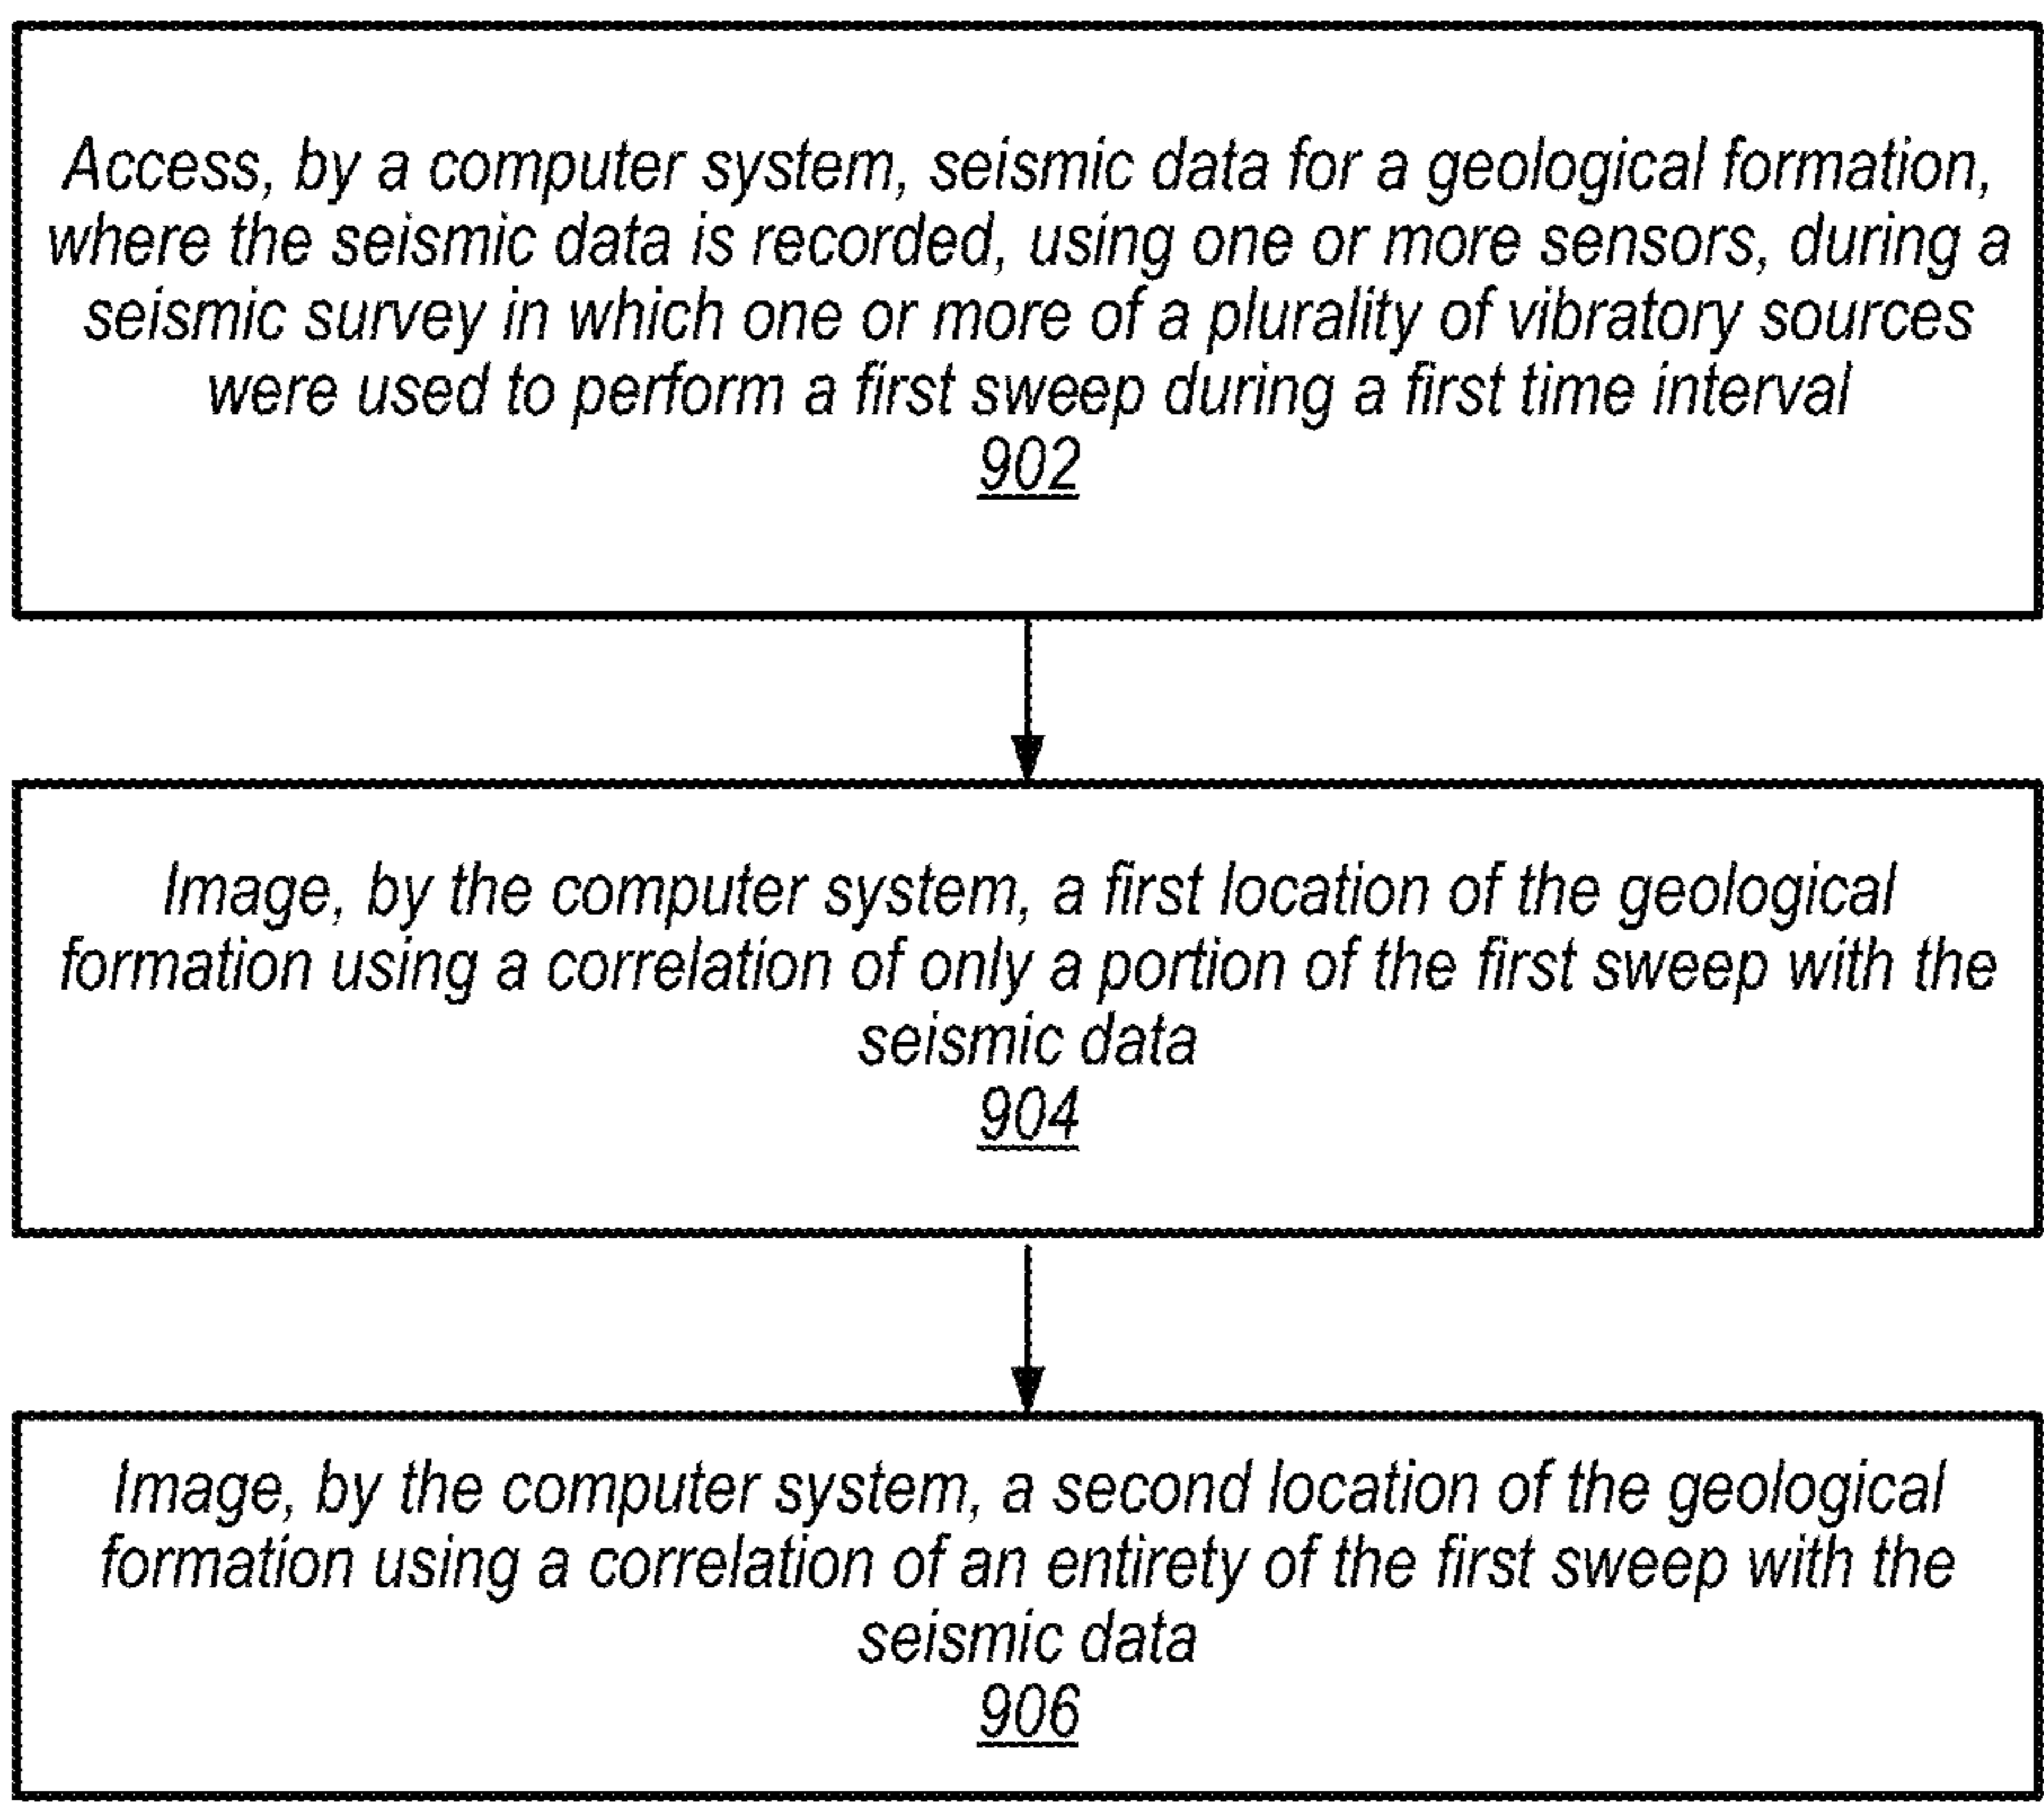 Access, by a computer system, seismic data for a geological formation,
where the seismic data is recorded, using one or more sensors, during a
seismic survey in which one or more of a plurality of vibratory sources
were used to perform a first sweep during a first time interval
902
Image, by the computer system, a first location of the geological
formation using a correlation of only a portion of the first sweep with the
seismic data
904
Image, by the computer system, a second location of the geological
formation using a correlation of an entirety of the first sweep with the
seismic data
906